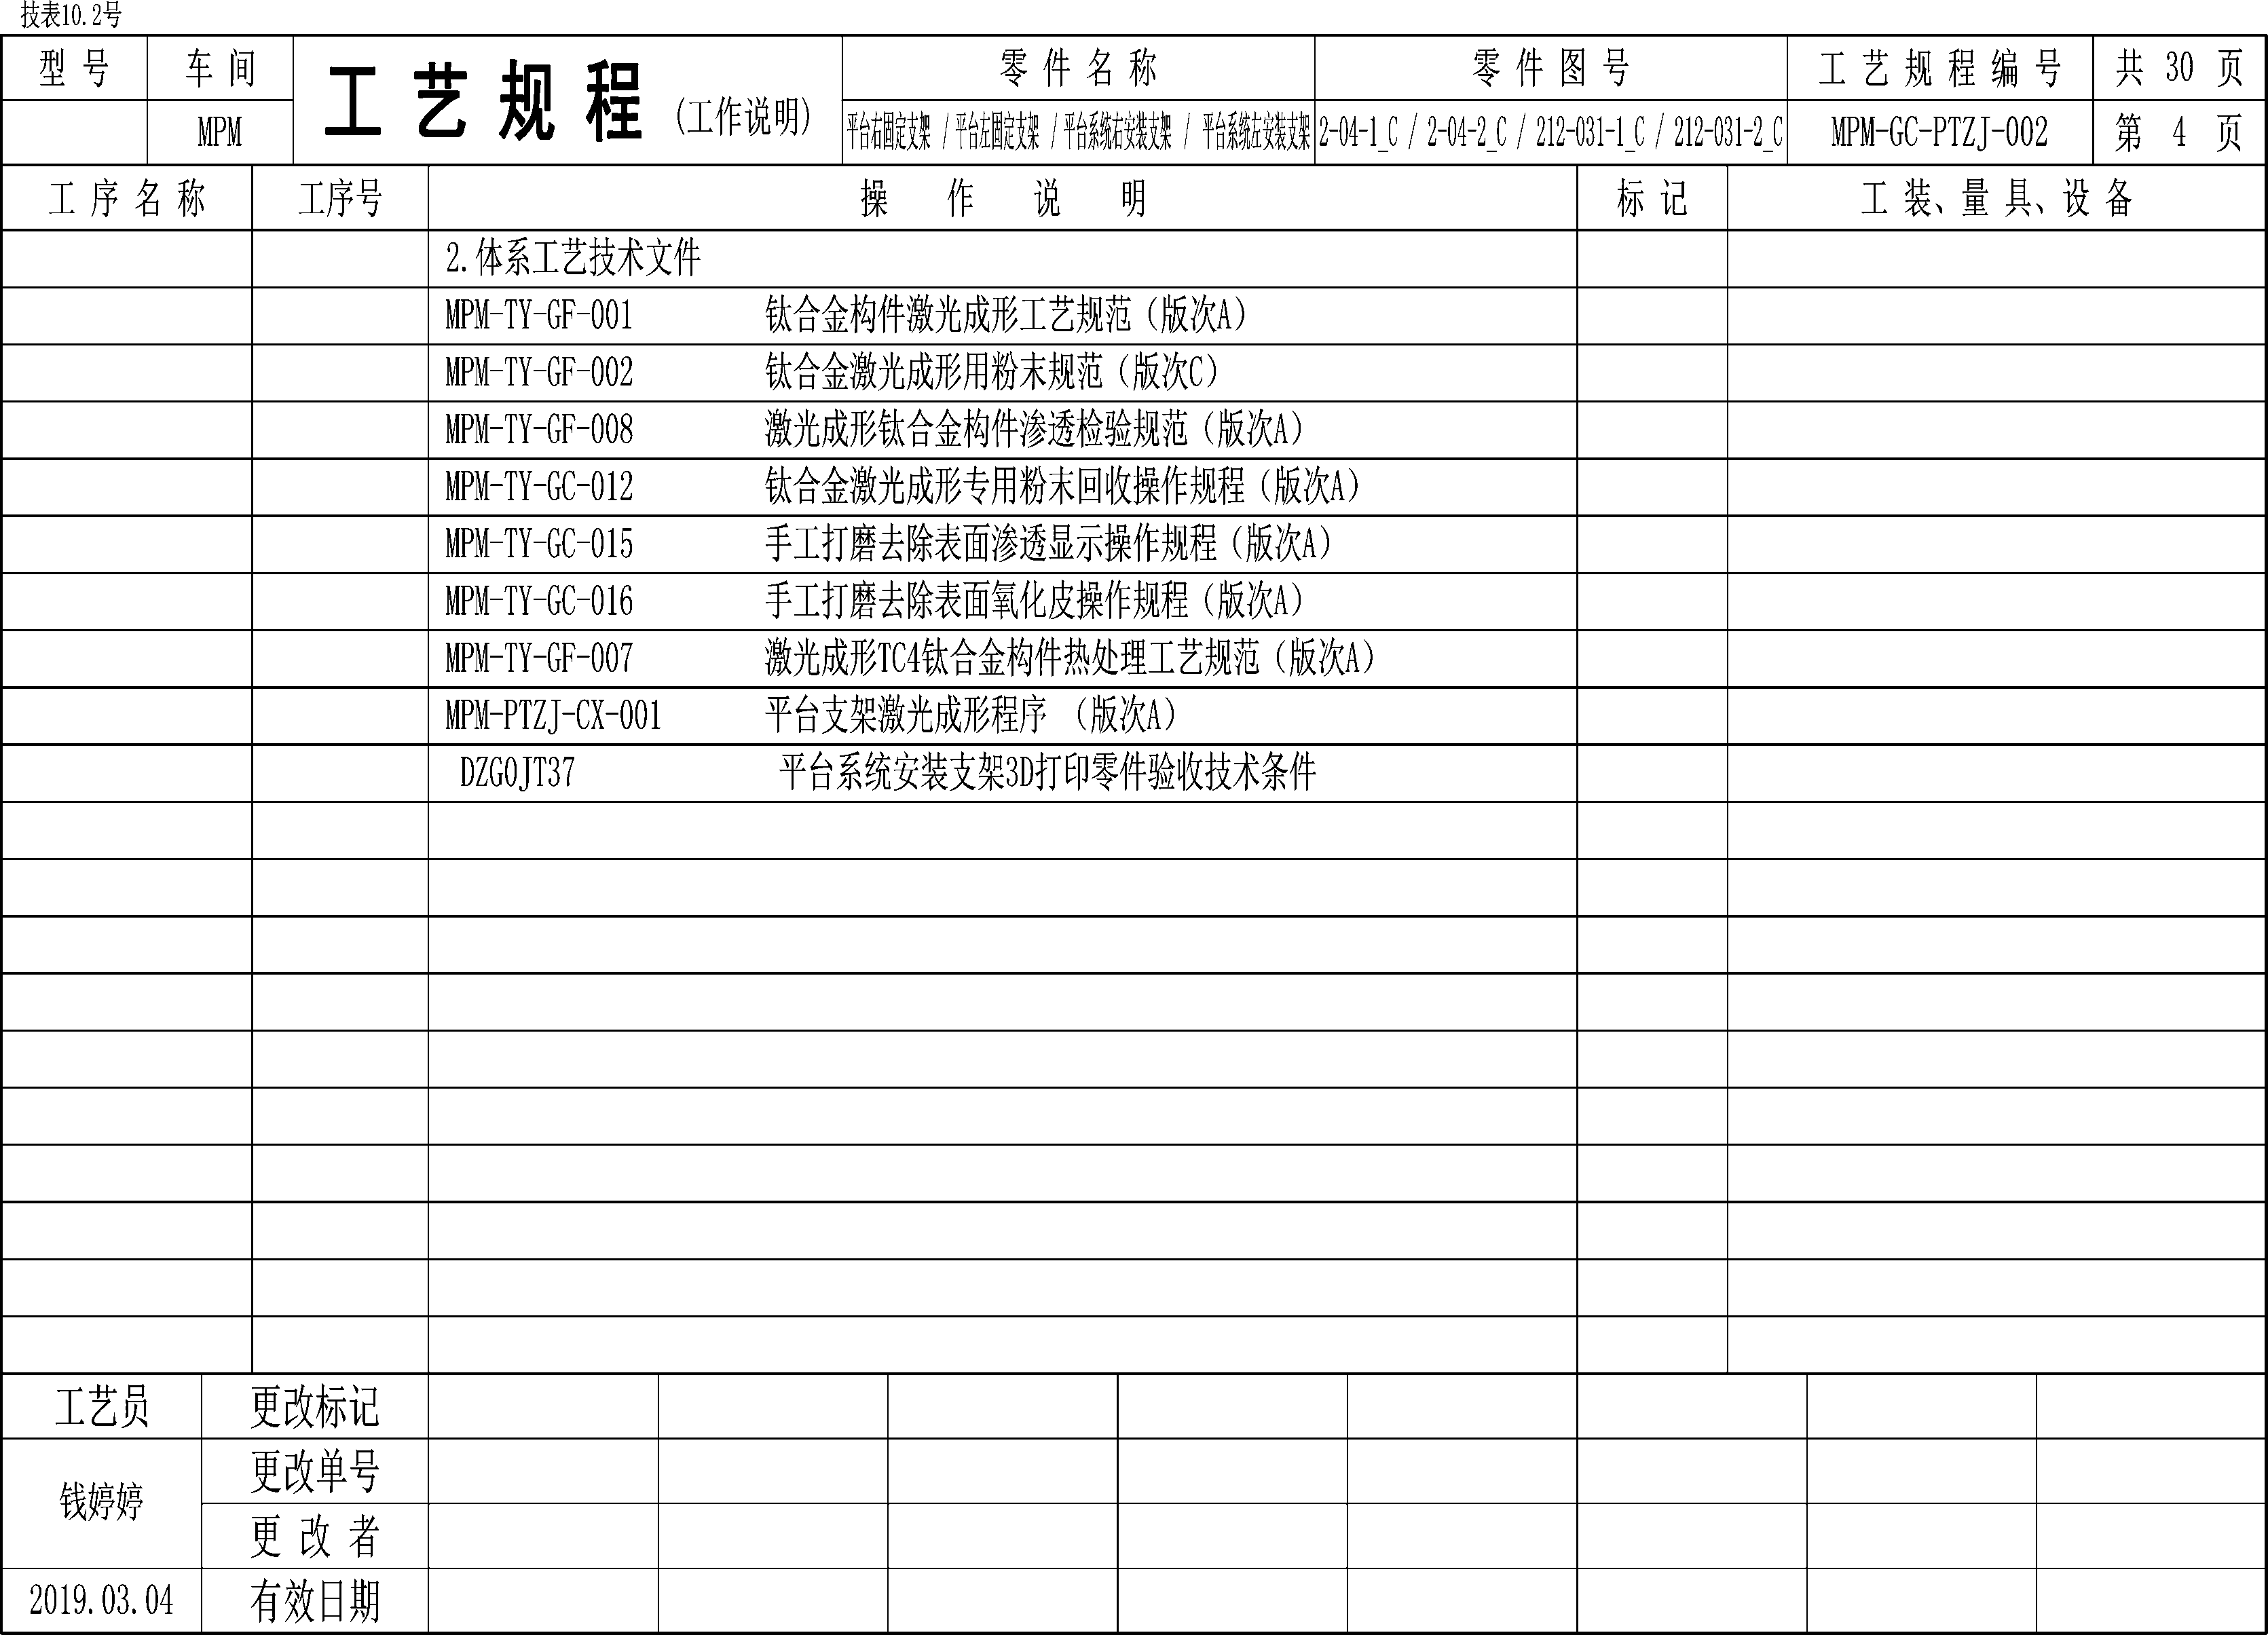 技表10.2号
型 号 车 间 工 艺 规 程 (工作说明) 零 件 名 称 零 件 图 号 工 艺 规 程 编 号 共 30 页
MPM 平台右固定支架 / 平台左固定支架 / 平台系统右安装支架 / 平台系统左安装支架 2-04-1_C / 2-04-2_C / 212-031-1_C / 212-031-2_C MPM-GC-PTZJ-002 第 4 页
工 序 名 称 工序号 操 作 说 明 标 记 工 装、量 具、设 备
2.体系工艺技术文件
MPM-TY-GF-001 钛合金构件激光成形工艺规范（版次A）
MPM-TY-GF-002 钛合金激光成形用粉末规范（版次C）
MPM-TY-GF-008 激光成形钛合金构件渗透检验规范（版次A）
MPM-TY-GC-012 钛合金激光成形专用粉末回收操作规程（版次A）
MPM-TY-GC-015 手工打磨去除表面渗透显示操作规程（版次A）
MPM-TY-GC-016 手工打磨去除表面氧化皮操作规程（版次A）
MPM-TY-GF-007 激光成形TC4钛合金构件热处理工艺规范（版次A）
MPM-PTZJ-CX-001 平台支架激光成形程序 （版次A）
DZG0JT37 平台系统安装支架3D打印零件验收技术条件
工艺员 更改标记
钱婷婷 更改单号
更 改 者
2019.03.04 有效日期